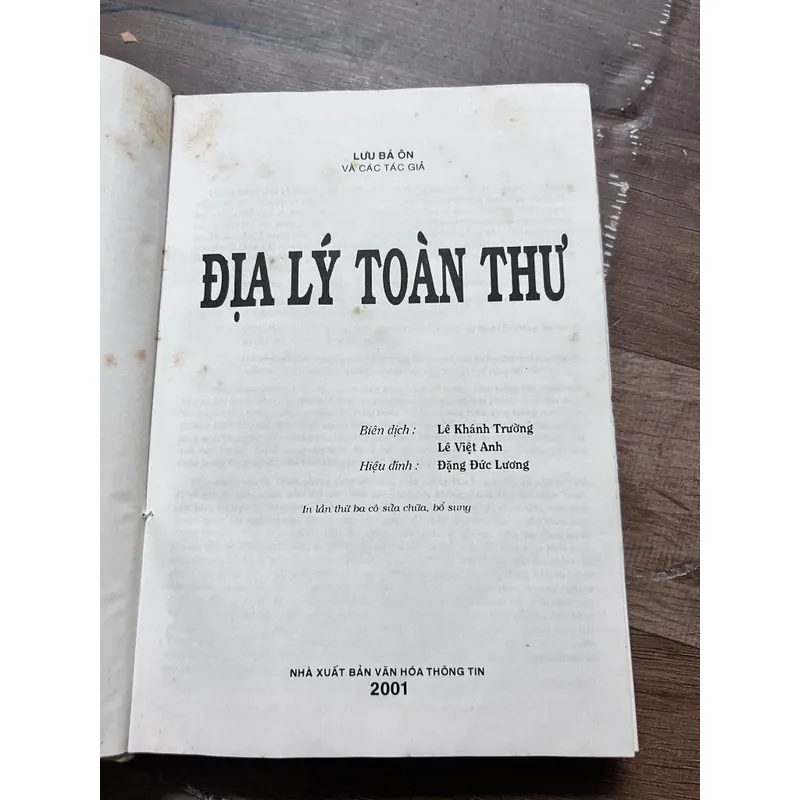 LƯU BÁ ÔN
VÀ CÁC TÁC GIẢ
ĐỊA LÝ TOÀN THƯ
Biên dịch : Lê Khánh Trường
Lê Việt Anh
Hiệu đính : Đặng Đức Lương
In lần thứ ba có sửa chữa, bổ sung
NHÀ XUẤT BẢN VĂN HÓA THÔNG TIN
2001